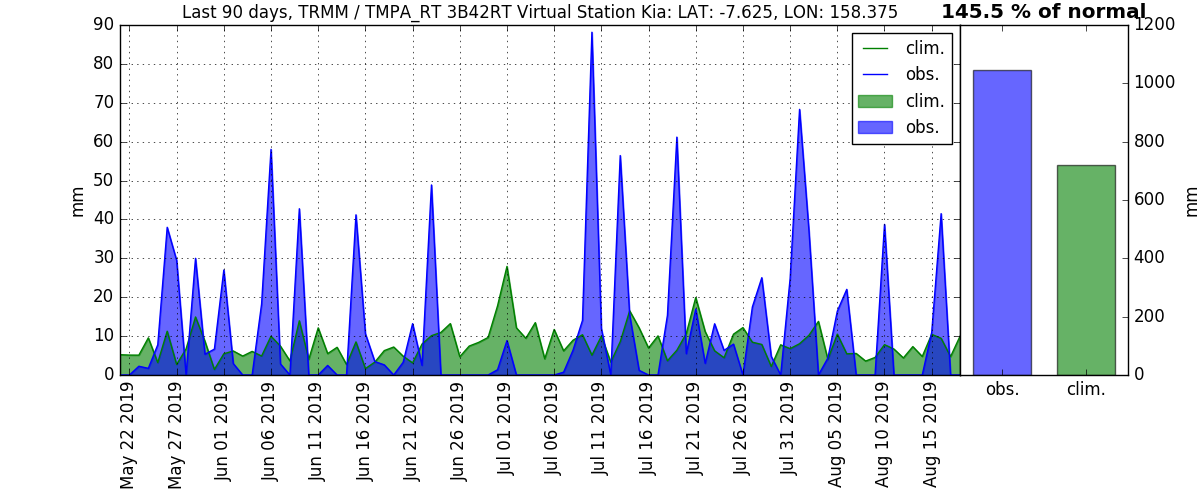 Last 90 days, TRMM / TMPA_RT 3B42RT Virtual Station Kia: LAT: -7.625, LON: 158.375
145.5 % of normal
90
80
70
60
50
40
30
20
10
0
mm
clim.
obs.
clim.
obs.
May 22 2019
May 27 2019
Jun 01 2019
Jun 06 2019
Jun 11 2019
Jun 16 2019
Jun 21 2019
Jun 26 2019
Jul 01 2019
Jul 06 2019
Jul 11 2019
Jul 16 2019
Jul 21 2019
Jul 26 2019
Jul 31 2019
Aug 05 2019
Aug 10 2019
Aug 15 2019
1200
1000
800
600
400
200
0
mm
obs.
clim.